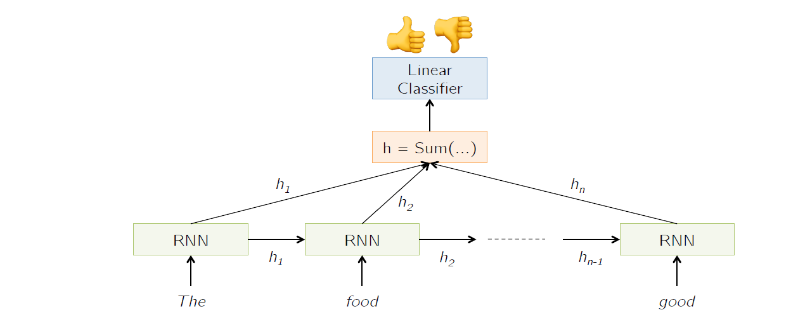 Linear
Classifier
h = Sum(...)
h1
h2
hn
RNN
RNN
RNN
h1
h2
hn-1
The
food
good